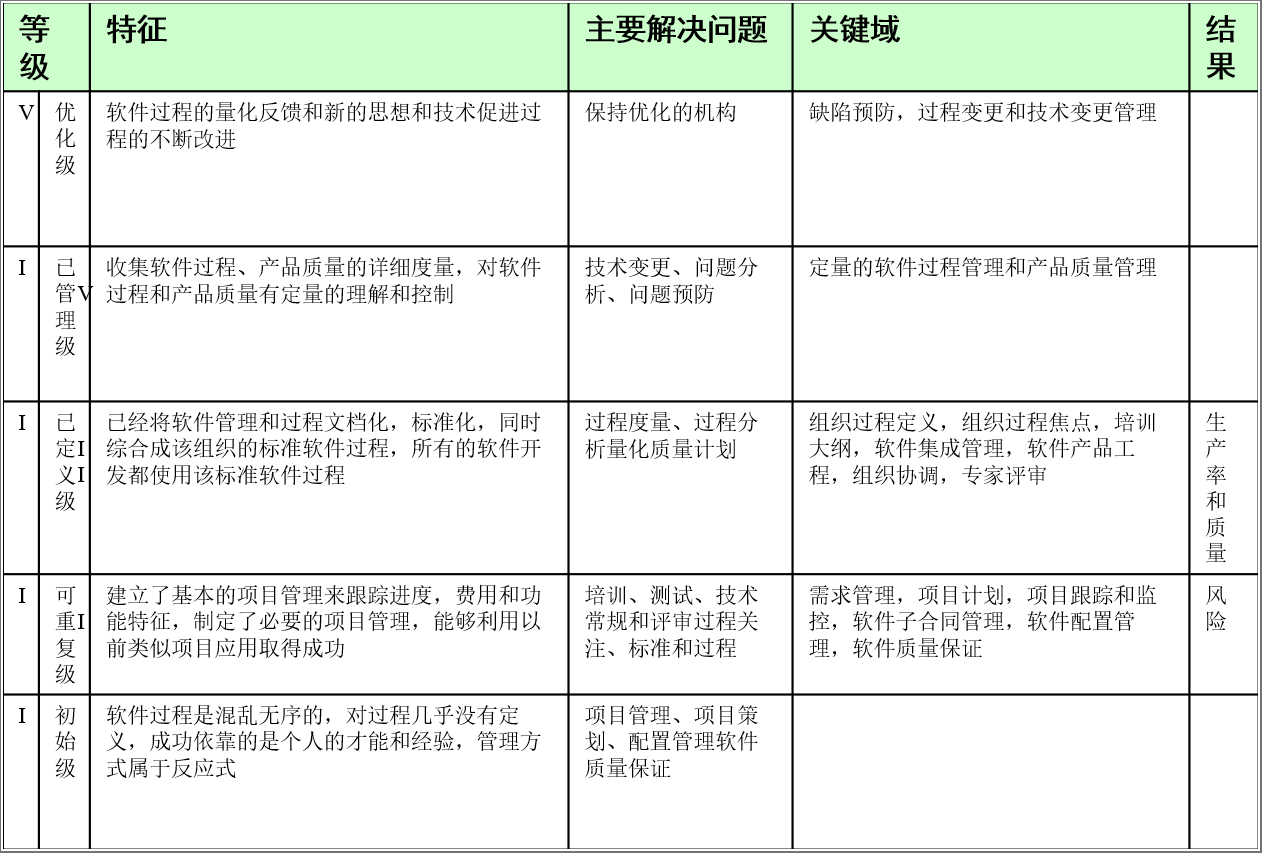 等级
特征
主要解决问题
关键域
结果
V
优化级
软件过程的量化反馈和新的思想和技术促进过
程的不断改进
保持优化的机构
缺陷预防，过程变更和技术变更管理
IV
已管理级
收集软件过程、产品质量的详细度量，对软件
过程和产品质量有定量的理解和控制
技术变更、问题分
析、问题预防
定量的软件过程管理和产品质量管理
III
已定义级
已经将软件管理和过程文档化，标准化，同时
综合成该组织的标准软件过程，所有的软件开
发都使用该标准软件过程
过程度量、过程分
析量化质量计划
组织过程定义，组织过程焦点，培训
大纲，软件集成管理，软件产品工
程，组织协调，专家评审
生产率和质量
II
可重复级
建立了基本的项目管理来跟踪进度，费用和功
能特征，制定了必要的项目管理，能够利用以
前类似项目应用取得成功
培训、测试、技术
常规和评审过程关
注、标准和过程
需求管理，项目计划，项目跟踪和监
控，软件子合同管理，软件配置管
理，软件质量保证
风险
I
初始级
软件过程是混乱无序的，对过程几乎没有定
义，成功依靠的是个人的才能和经验，管理方
式属于反应式
项目管理、项目策
划、配置管理软件
质量保证